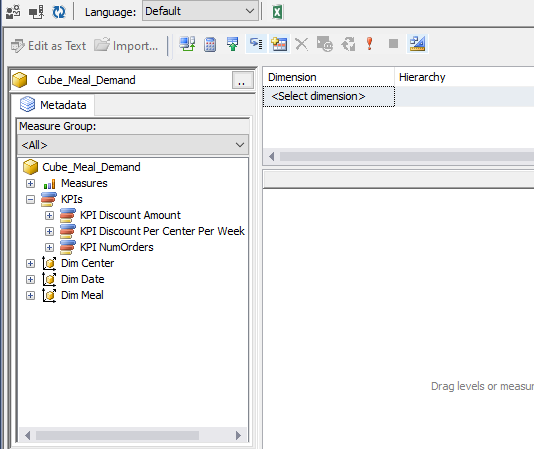 Language: Default
Edit as Text Import...
Cube_Meal_Demand ..
Metadata
Measure Group:
<All>
Cube_Meal_Demand
Measures
KPIs
KPI Discount Amount
KPI Discount Per Center Per Week
KPI NumOrders
Dim Center
Dim Date
Dim Meal
Dimension Hierarchy
<Select dimension>
Drag levels or measur